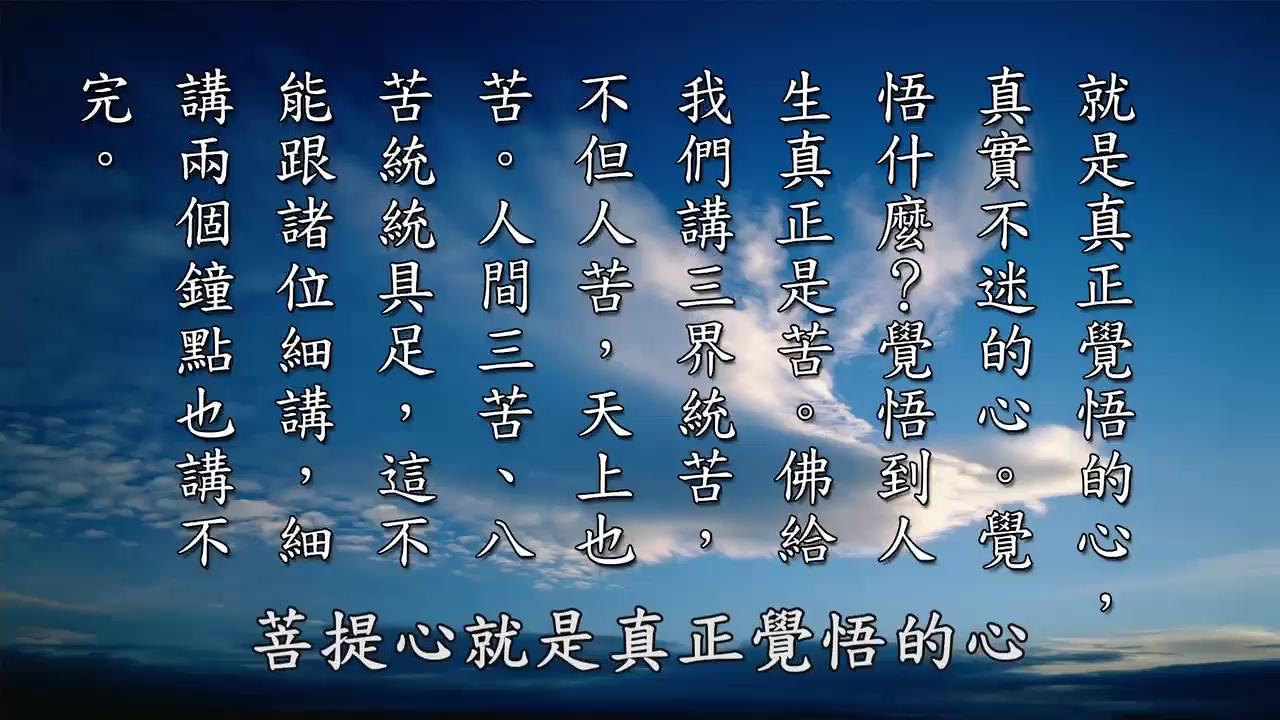 就是真正覺悟的心，
真實不迷的心。覺
悟什麼？覺悟到人
生真正是苦。佛給
我們講三界統苦，
不但人苦，天上也
苦。人間三苦、八
苦統統具足，這不
能跟諸位細講，細
講兩個鐘點也講不
完。
菩提心就是真正覺悟的心